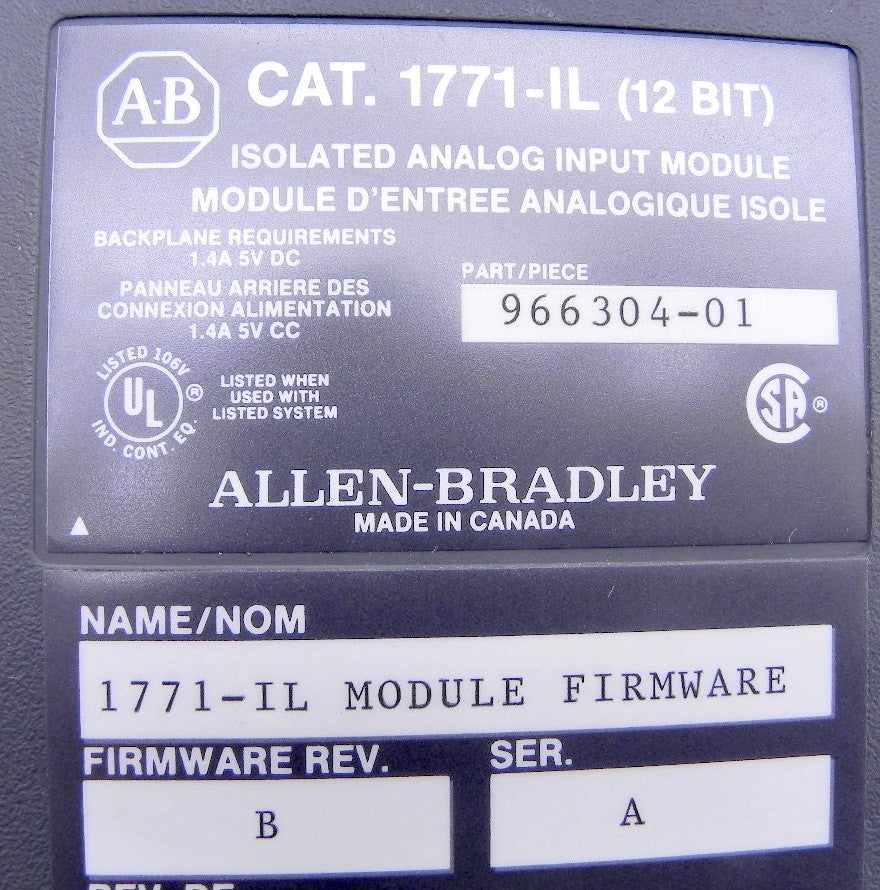 A-B
CAT. 1771-IL (12 BIT)
ISOLATED ANALOG INPUT MODULE
MODULE D'ENTREE ANALOGIQUE ISOLE
BACKPLANE REQUIREMENTS
1.4A 5V DC
PANNEAU ARRIERE DES
CONNEXION ALIMENTATION
1.4A 5V CC
PART/PIECE
966304-01
LISTED 106V
UL ®
IND. CONT. EQ.
LISTED WHEN
USED WITH
LISTED SYSTEM
CSA ®
ALLEN-BRADLEY
MADE IN CANADA
NAME/NOM
1771-IL MODULE FIRMWARE
FIRMWARE REV.
B
SER.
A